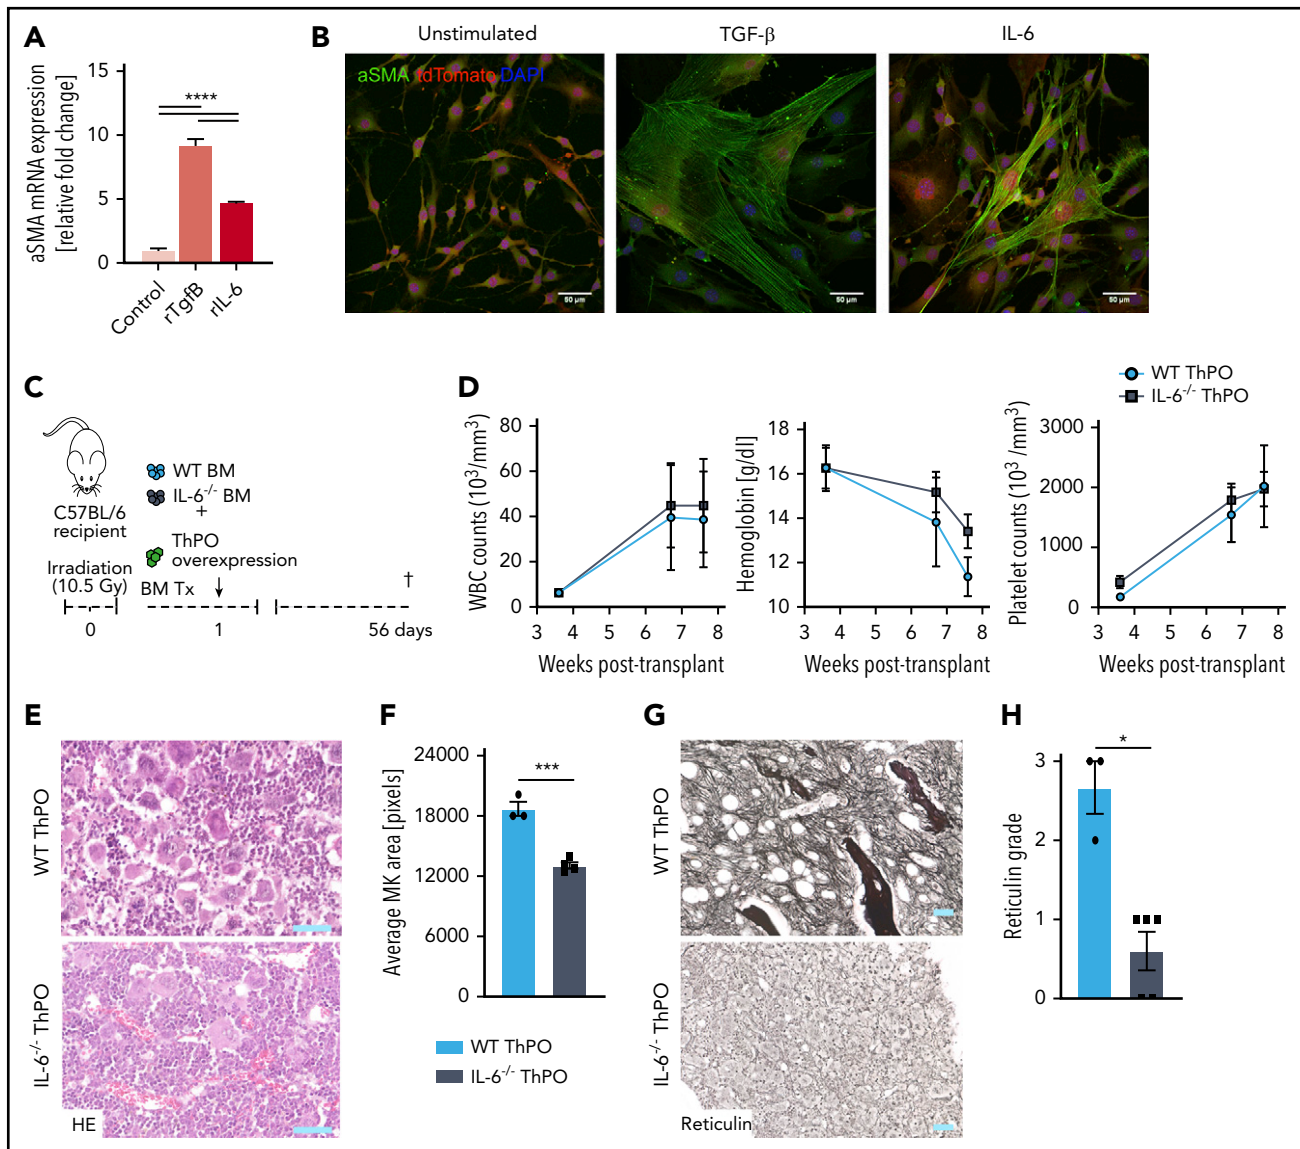 A
aSMA mRNA expression
[relative fold change]
15
10
5
0
****
Control
rTgfB
rIL-6
B
Unstimulated
TGF-β
IL-6
aSMA tdTomato DAPI
50 µm
50 µm
50 µm
C
C57BL/6
recipient
WT BM
IL-6-/- BM
+
ThPO
overexpression
Irradiation
(10.5 Gy)
BM Tx
†
0
1
56 days
D
WT ThPO
IL-6-/- ThPO
WBC counts (10³/mm³)
80
60
40
20
0
3 4 5 6 7 8
Weeks post-transplant
Hemoglobin [g/dl]
18
16
14
12
10
3 4 5 6 7 8
Weeks post-transplant
Platelet counts (10³ /mm³)
3000
2000
1000
0
3 4 5 6 7 8
Weeks post-transplant
E
WT ThPO
IL-6-/- ThPO
HE
F
Average MK area [pixels]
24000
18000
12000
6000
0
***
WT ThPO
IL-6-/- ThPO
G
WT ThPO
IL-6-/- ThPO
Reticulin
H
Reticulin grade
3
2
1
0
*